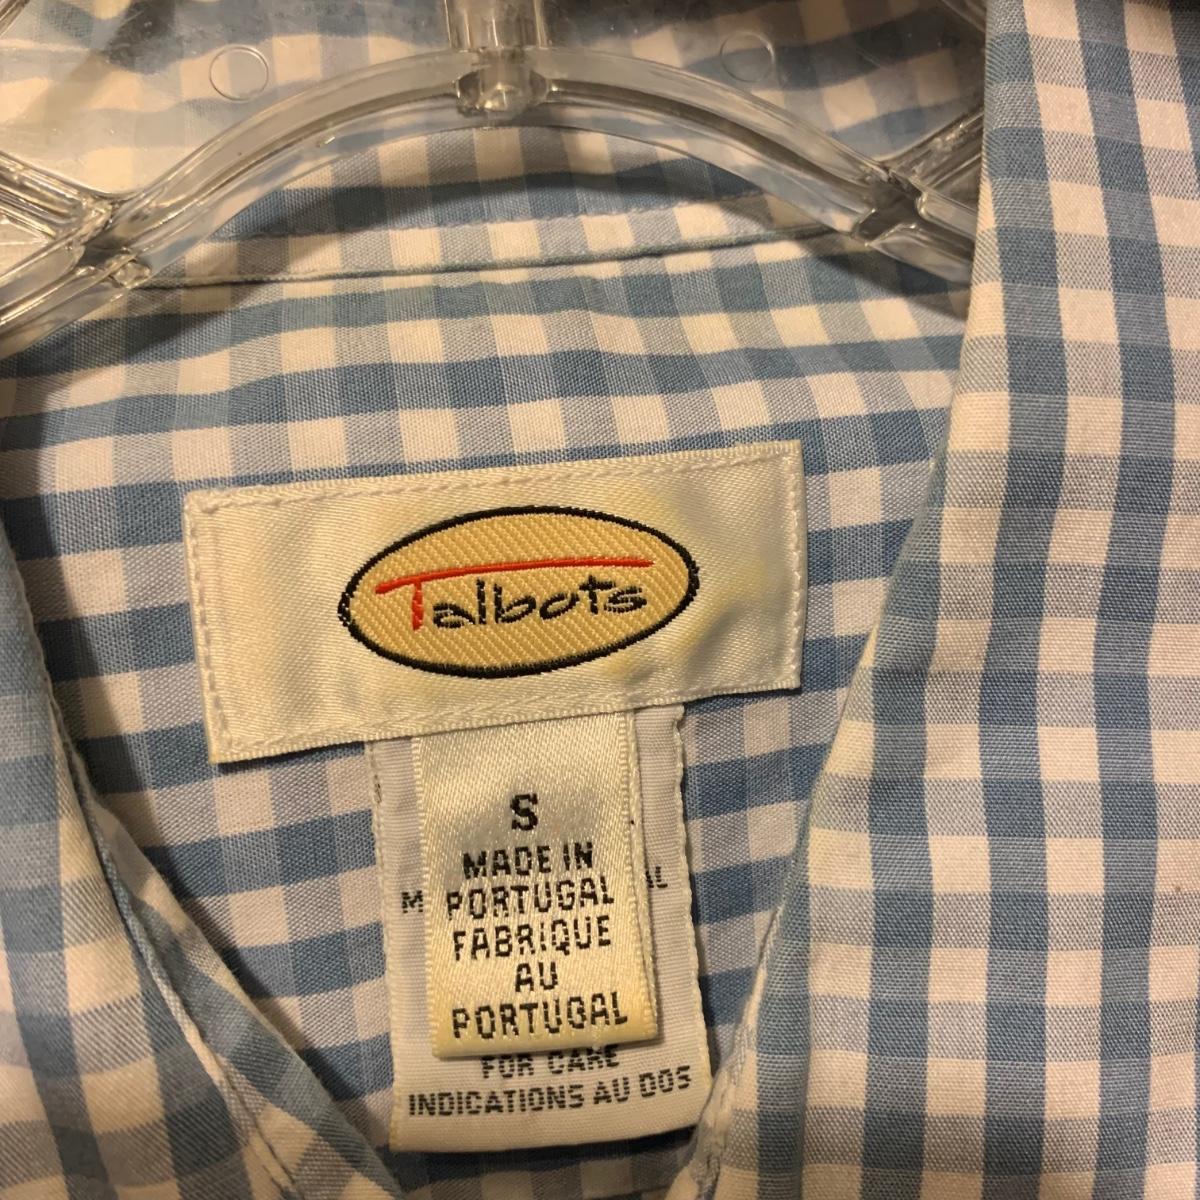 Talbots
S
MADE IN
PORTUGAL
FABRIQUE
AU
PORTUGAL
FOR CARE
INDICATIONS AU DOS